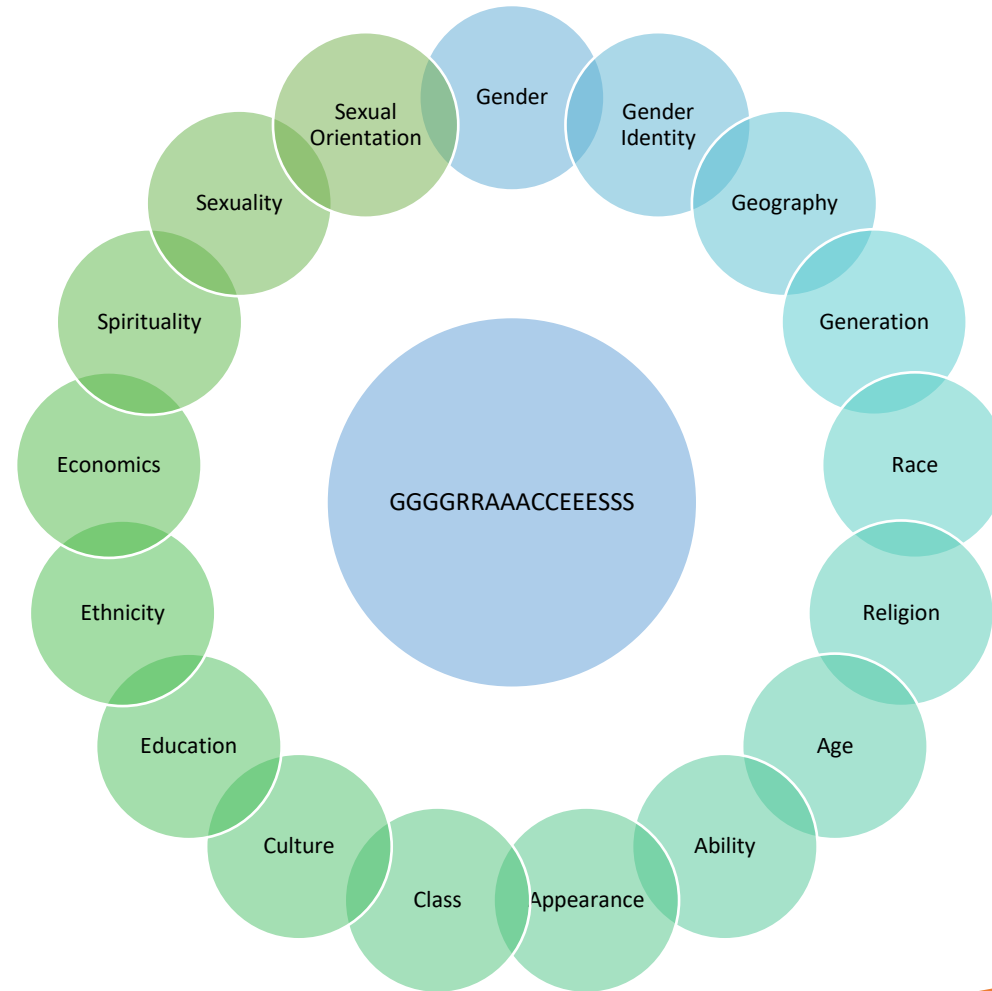 Gender
Gender
Identity
Geography
Generation
Race
Religion
Age
Ability
Appearance
Class
Culture
Education
Ethnicity
Economics
Spirituality
Sexuality
Sexual
Orientation
GGGGRRAAACCEEESSS